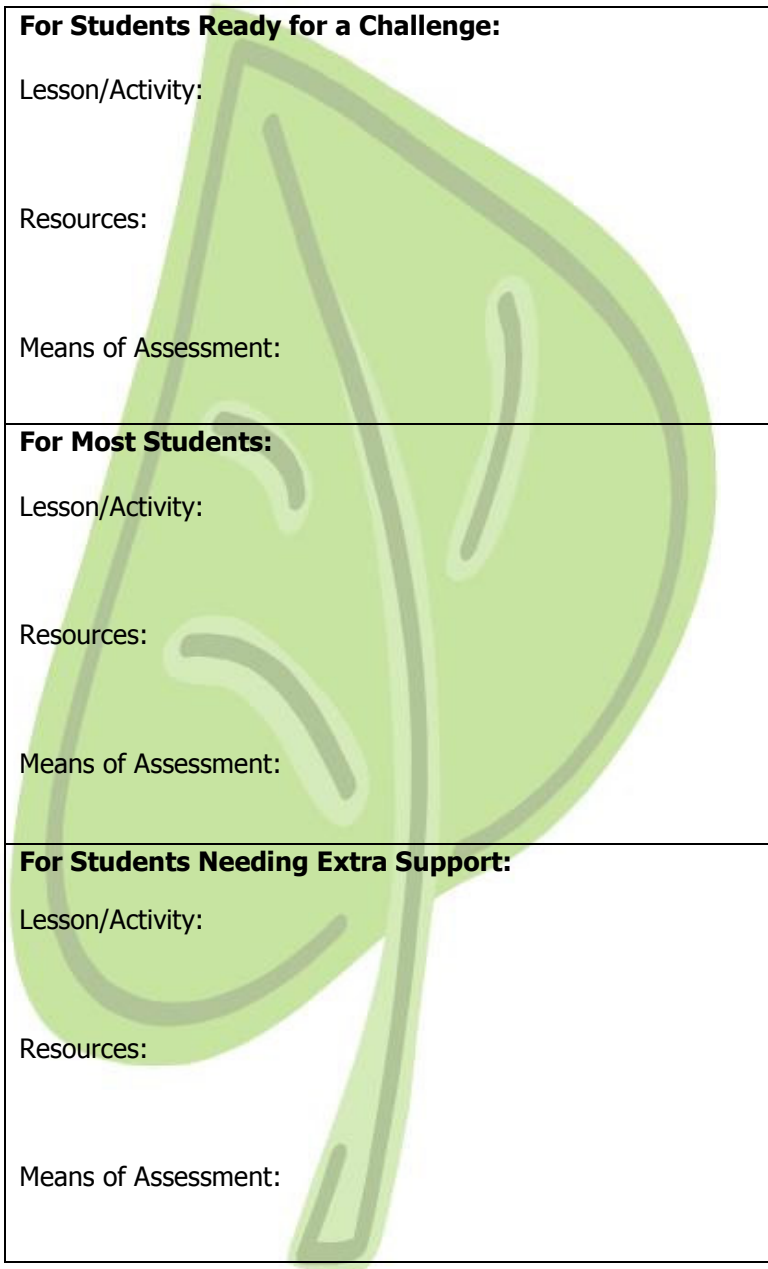 For Students Ready for a Challenge:
Lesson/Activity:
Resources:
Means of Assessment:
For Most Students:
Lesson/Activity:
Resources:
Means of Assessment:
For Students Needing Extra Support:
Lesson/Activity:
Resources:
Means of Assessment: